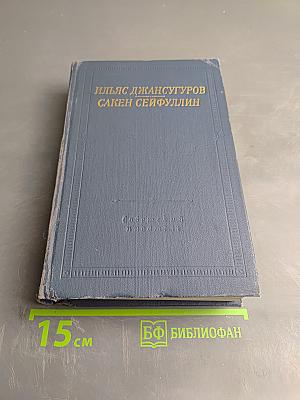 ИЛЬЯС ДЖАНСУГУРОВ
САКЕН СЕЙФУЛЛИН
15 см
БФ БИБЛИОФАН